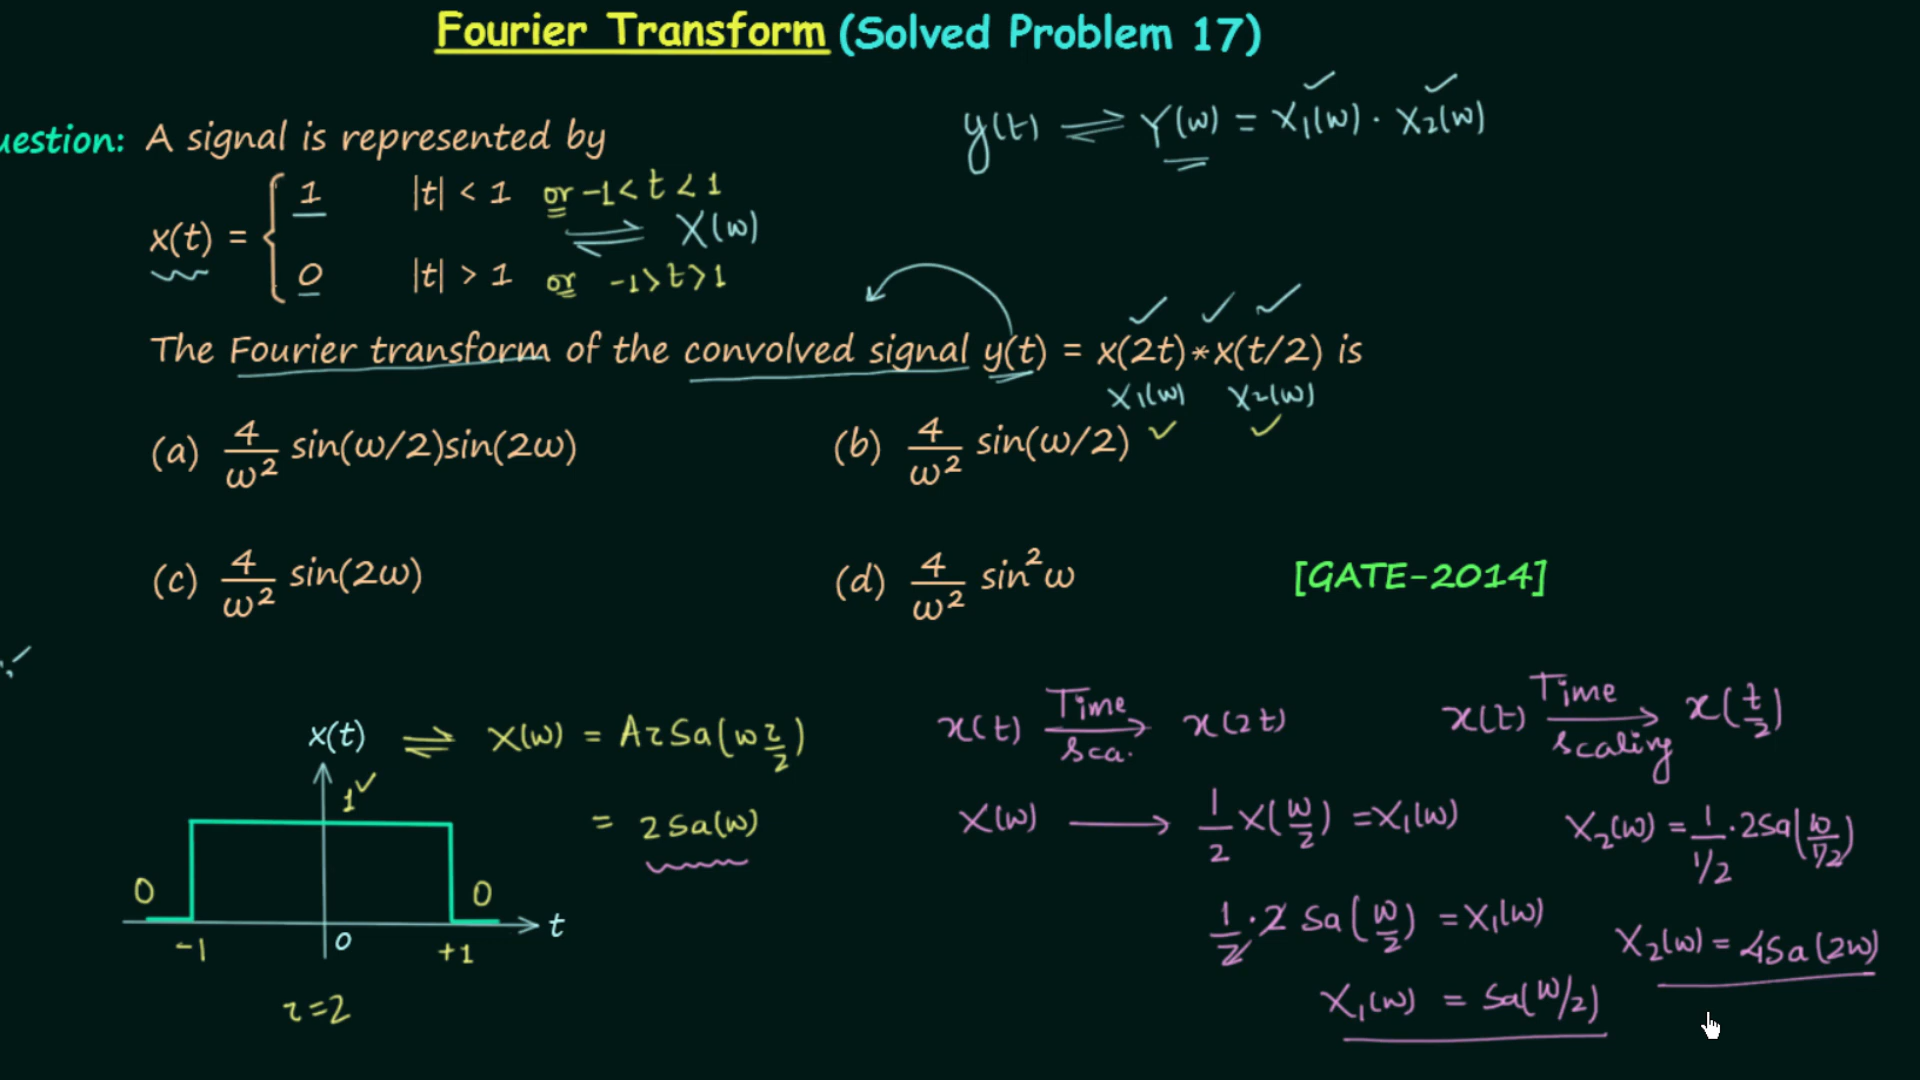 Fourier Transform (Solved Problem 17)
y(t) ⇌ Y(ω) = X₁(ω) · X₂(ω)
uestion: A signal is represented by
x(t) = { 1 |t| < 1 or -1 < t < 1
⇌ X(ω)
0 |t| > 1 or -1 > t > 1
The Fourier transform of the convolved signal y(t) = x(2t)*x(t/2) is
X₁(ω) X₂(ω)
(a) 4/ω² sin(ω/2)sin(2ω) (b) 4/ω² sin(ω/2)
(c) 4/ω² sin(2ω) (d) 4/ω² sin²ω [GATE-2014]
x(t) ⇌ X(ω) = Aτ Sa(ωτ/2)
= 2Sa(ω)
1
0 0
-1 0 +1 t
τ=2
x(t) Time Sca. → x(2t)
X(ω) → 1/2 X(ω/2) = X₁(ω)
1/2 · 2 Sa(ω/2) = X₁(ω)
X₁(ω) = Sa(ω/2)
x(t) Time Scaling → x(t/2)
X₂(ω) = 1/1/2 · 2Sa(ω/1/2)
X₂(ω) = 4Sa(2ω)